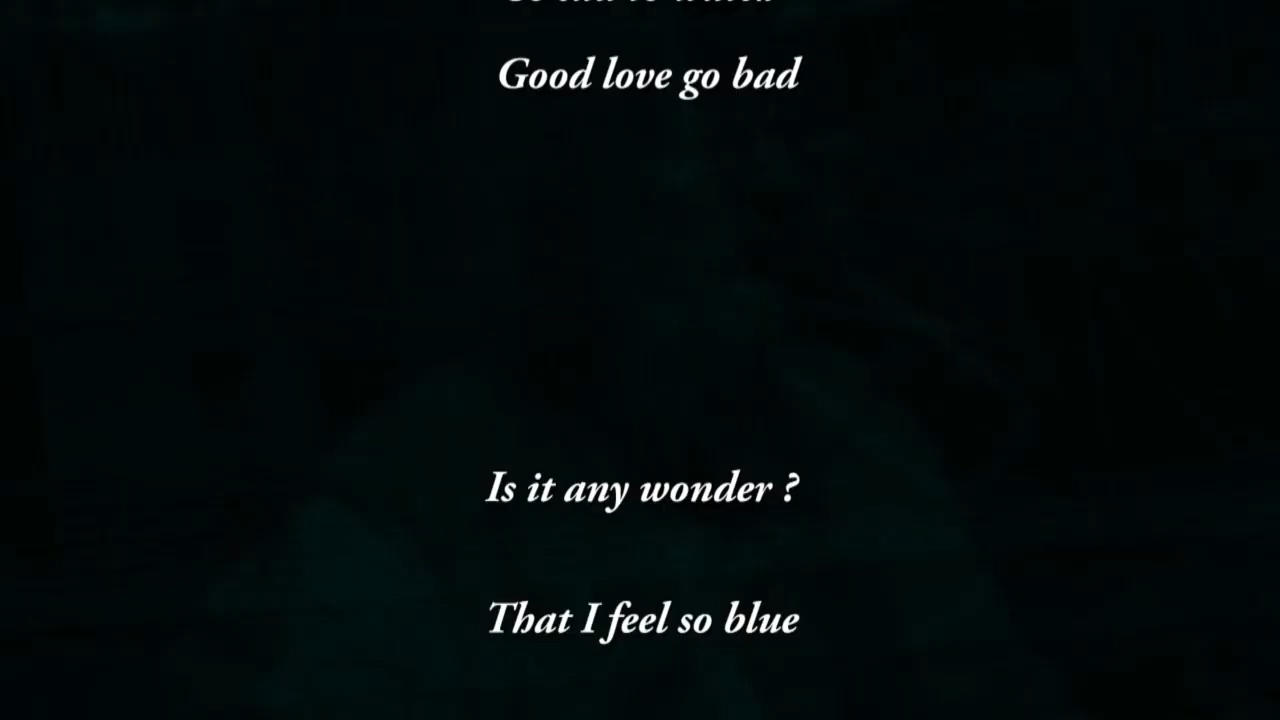 Good love go bad
Is it any wonder ?
That I feel so blue